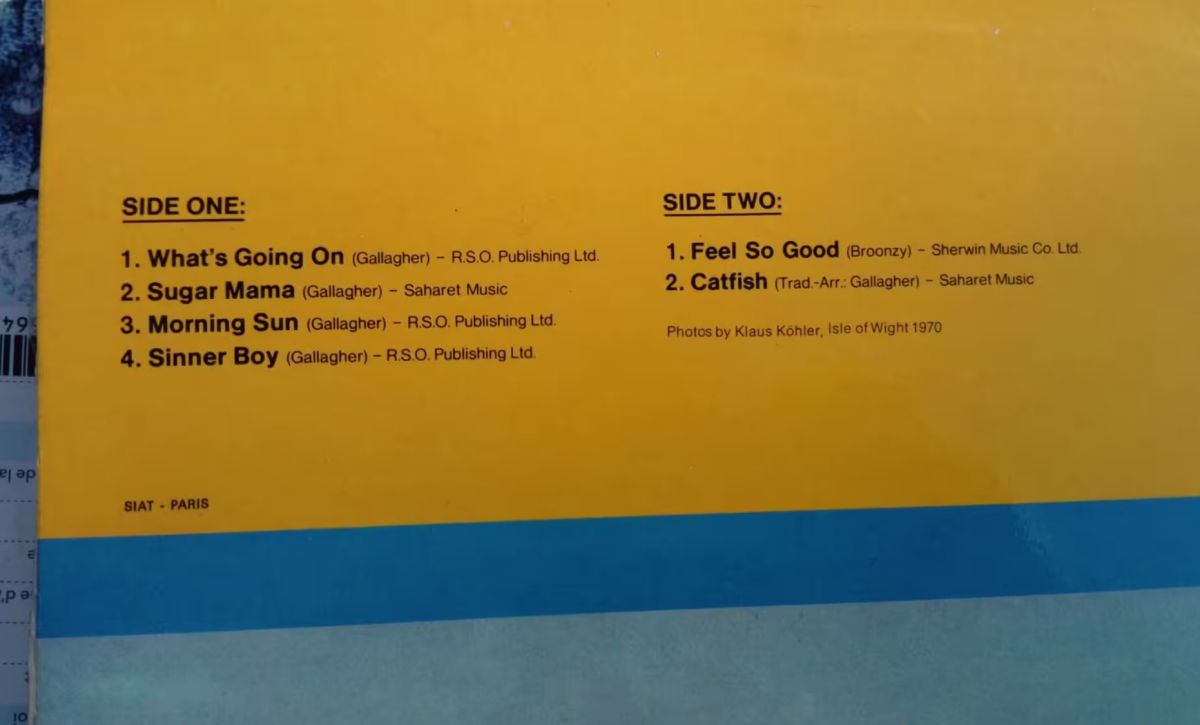 SIDE ONE:
1. What's Going On (Gallagher) – R.S.O. Publishing Ltd.
2. Sugar Mama (Gallagher) – Saharet Music
3. Morning Sun (Gallagher) – R.S.O. Publishing Ltd.
4. Sinner Boy (Gallagher) – R.S.O. Publishing Ltd.
SIDE TWO:
1. Feel So Good (Broonzy) – Sherwin Music Co. Ltd.
2. Catfish (Trad.-Arr.: Gallagher) – Saharet Music
Photos by Klaus Köhler, Isle of Wight 1970
SIAT - PARIS
de la